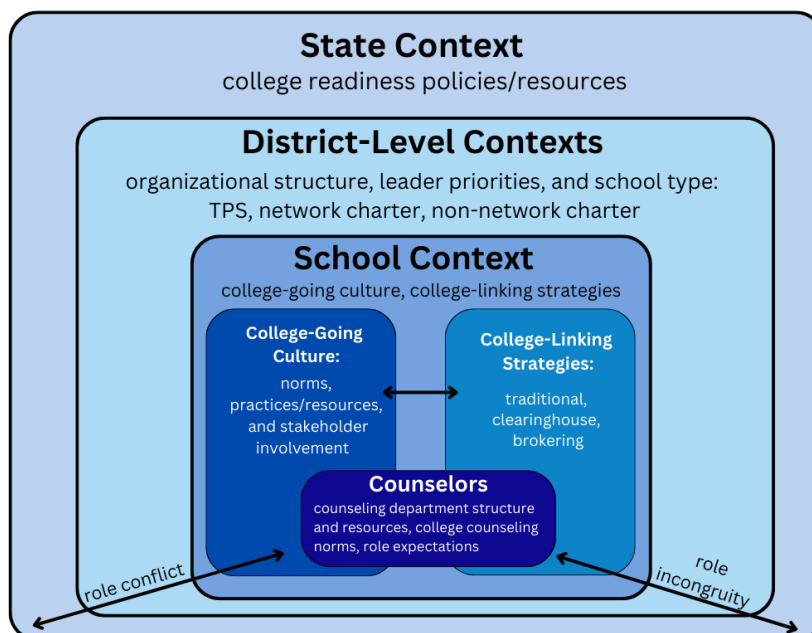 State Context
college readiness policies/resources
District-Level Contexts
organizational structure, leader priorities, and school type:
TPS, network charter, non-network charter
School Context
college-going culture, college-linking strategies
College-Going
Culture:
norms,
practices/resources,
and stakeholder
involvement
College-Linking
Strategies:
traditional,
clearinghouse,
brokering
Counselors
counseling department structure
and resources, college counseling
norms, role expectations
role conflict
role
incongruity